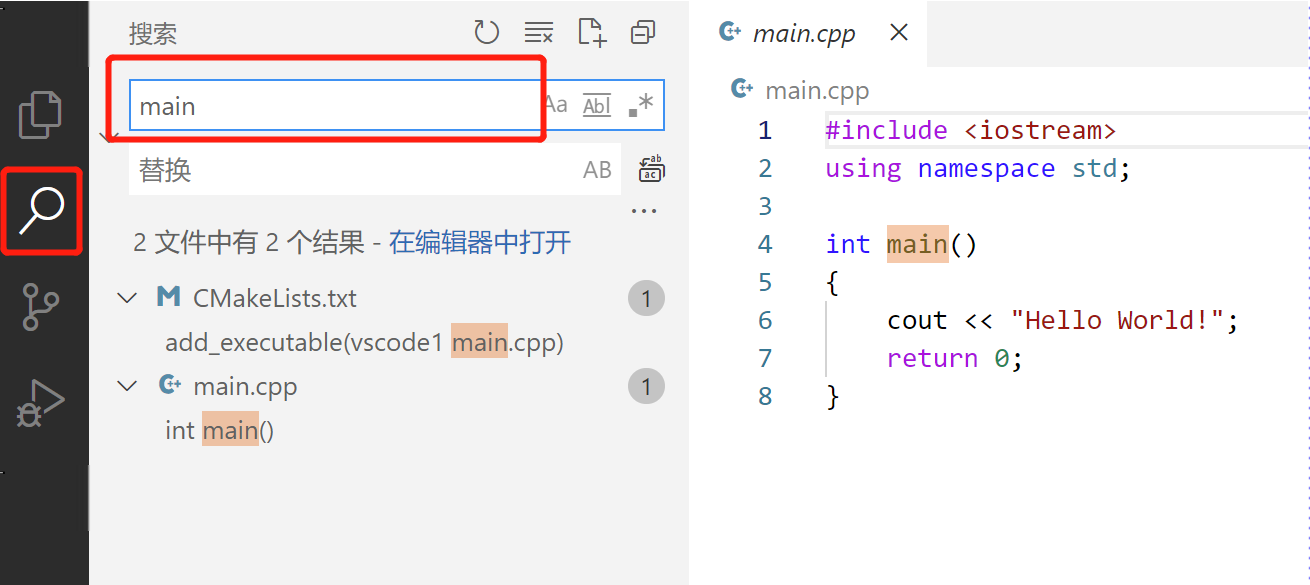 搜索
main
Aa Abl .*
替换
AB
ab
ac
...
2 文件中有 2 个结果 - 在编辑器中打开
CMakeLists.txt
1
add_executable(vscode1 main.cpp)
main.cpp
1
int main()
main.cpp
main.cpp
1 #include <iostream>
2 using namespace std;
3
4 int main()
5 {
6 cout << "Hello World!";
7 return 0;
8 }